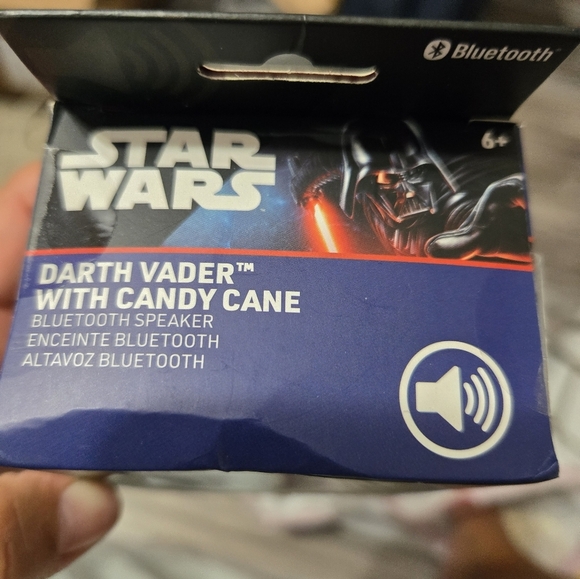 Bluetooth
STAR
WARS
6+
DARTH VADER™
WITH CANDY CANE
BLUETOOTH SPEAKER
ENCEINTE BLUETOOTH
ALTAVOZ BLUETOOTH